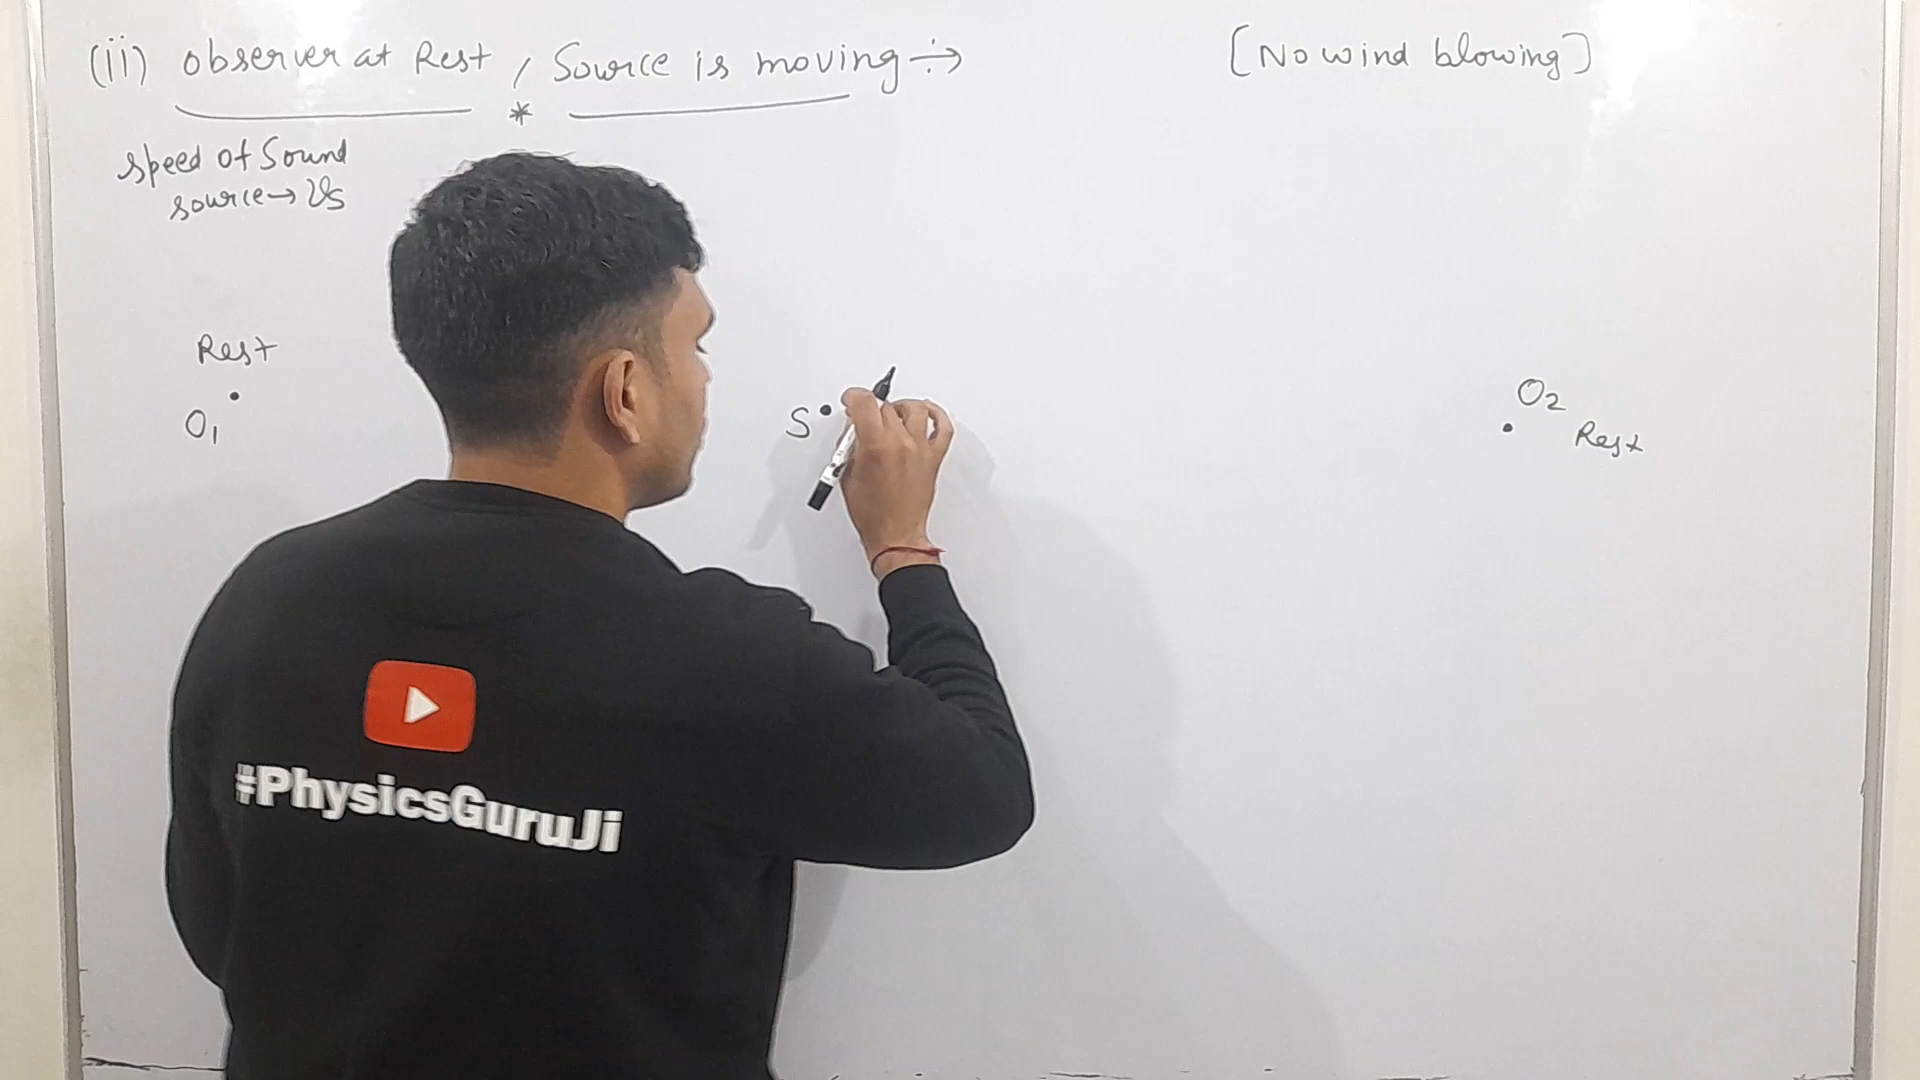 (ii) observer at Rest, Source is moving ÷→
[No wind blowing]
*
speed of Sound
source→ Vs
Rest
O1
S
O2
Rest
#PhysicsGuruJi